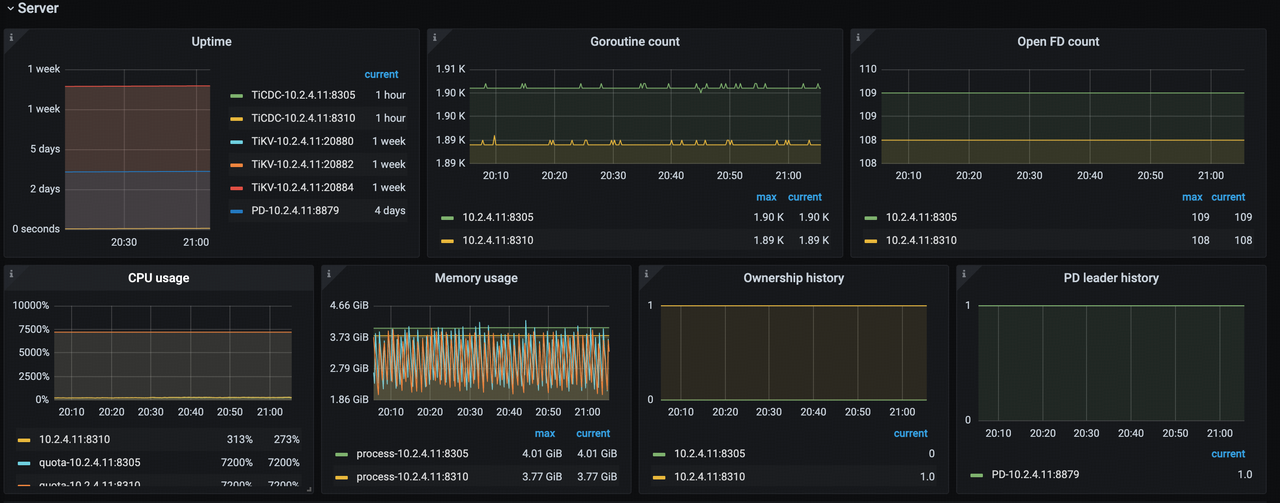 Server
Uptime
1 week
1 week
5 days
2 days
0 seconds
20:30 21:00
current
TiCDC-10.2.4.11:8305 1 hour
TiCDC-10.2.4.11:8310 1 hour
TiKV-10.2.4.11:20880 1 week
TiKV-10.2.4.11:20882 1 week
TiKV-10.2.4.11:20884 1 week
PD-10.2.4.11:8879 4 days
Goroutine count
1.91 K
1.90 K
1.90 K
1.89 K
1.89 K
20:10 20:20 20:30 20:40 20:50 21:00
max current
10.2.4.11:8305 1.90 K 1.90 K
10.2.4.11:8310 1.89 K 1.89 K
Open FD count
110
109
109
108
108
20:10 20:20 20:30 20:40 20:50 21:00
max current
10.2.4.11:8305 109 109
10.2.4.11:8310 108 108
CPU usage
10000%
7500%
5000%
2500%
0%
20:10 20:20 20:30 20:40 20:50 21:00
10.2.4.11:8310 313% 273%
quota-10.2.4.11:8305 7200% 7200%
quota-10.2.4.11:8310 7200% 7200%
Memory usage
4.66 GiB
3.73 GiB
2.79 GiB
1.86 GiB
20:10 20:20 20:30 20:40 20:50 21:00
max current
process-10.2.4.11:8305 4.01 GiB 4.01 GiB
process-10.2.4.11:8310 3.77 GiB 3.77 GiB
Ownership history
1
0
20:10 20:20 20:30 20:40 20:50 21:00
current
10.2.4.11:8305 0
10.2.4.11:8310 1.0
PD leader history
1
0
20:10 20:20 20:30 20:40 20:50 21:00
current
PD-10.2.4.11:8879 1.0